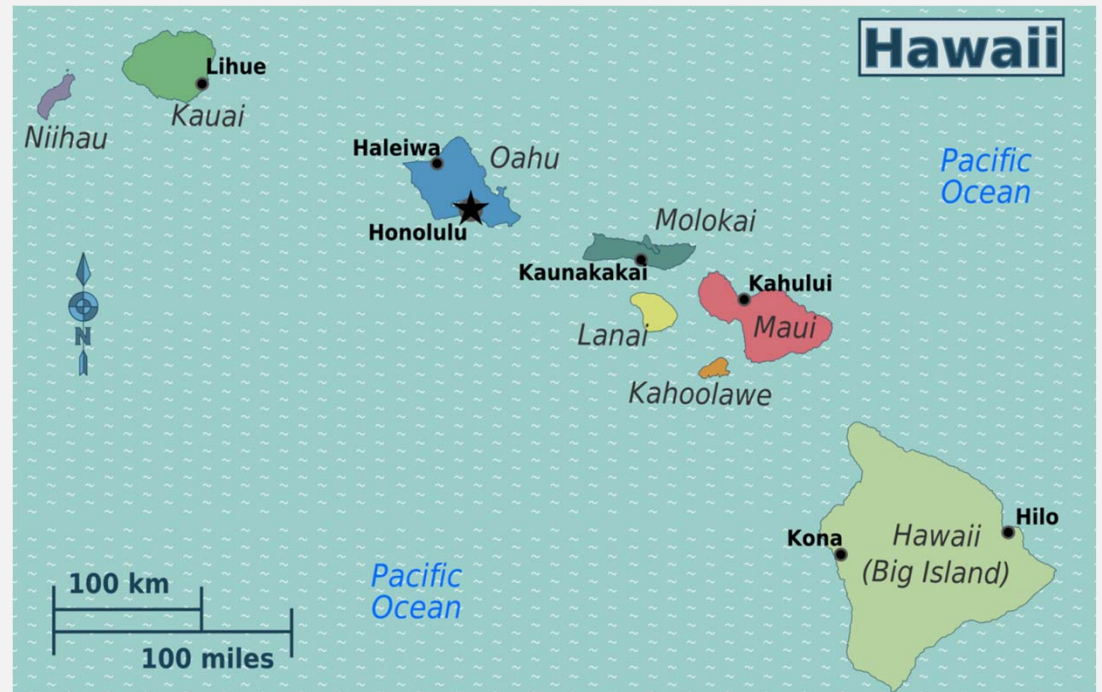 Hawaii
Lihue
Kauai
Niihau
Haleiwa
Oahu
Honolulu
Pacific
Ocean
Molokai
Kaunakakai
Kahului
Lanai
Maui
Kahoolawe
N
Hilo
Kona
Hawaii
(Big Island)
Pacific
Ocean
100 km
100 miles